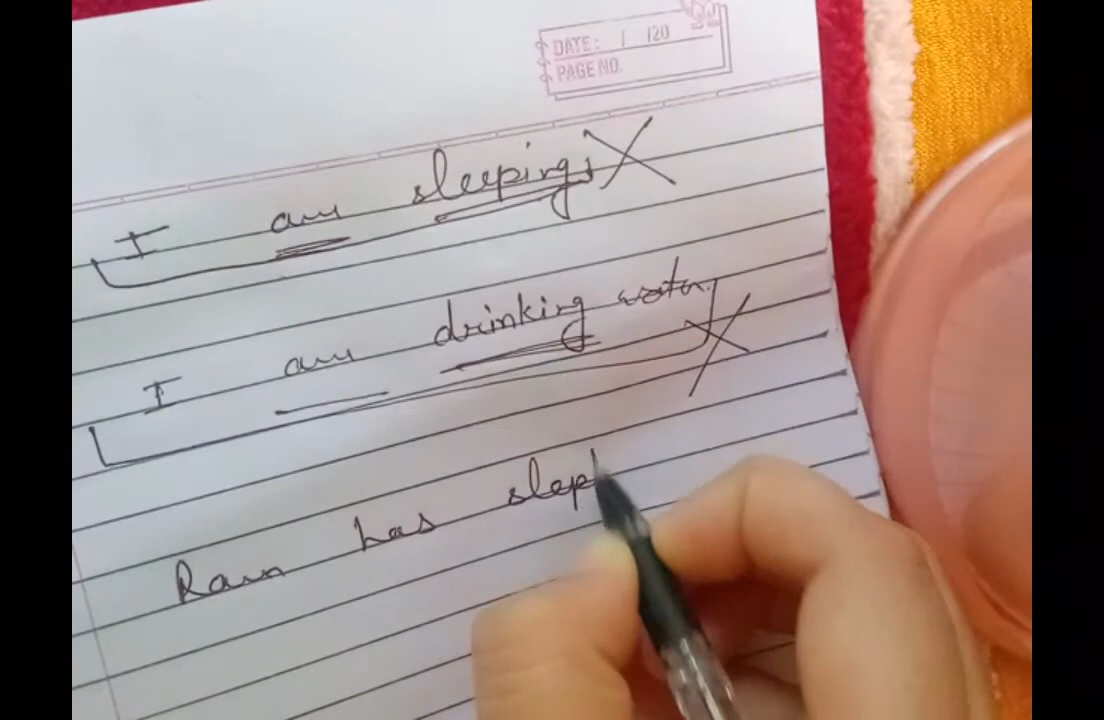 DATE: / /20
PAGE NO.
I am sleeping X
I am drinking water. X
Ram has slept